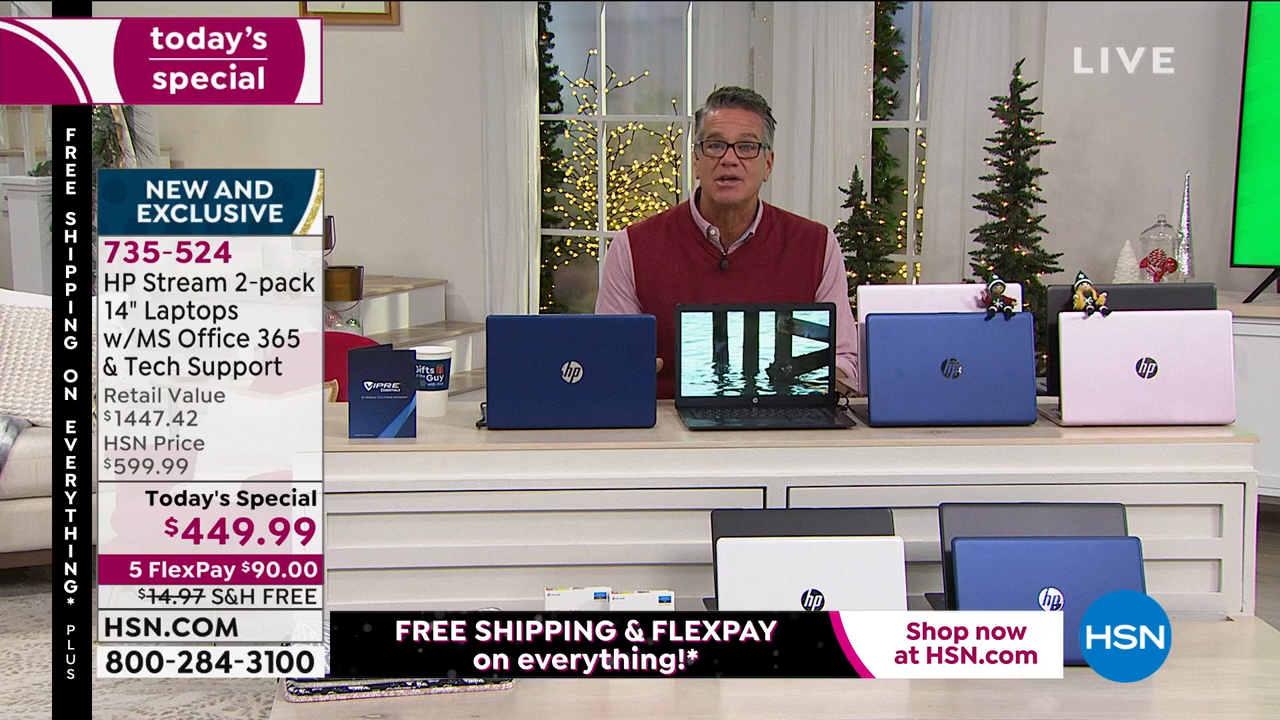 today's
special
LIVE
FREE SHIPPING ON EVERYTHING!* PLUS
NEW AND
EXCLUSIVE
735-524
HP Stream 2-pack
14" Laptops
w/MS Office 365
& Tech Support
Retail Value
$1447.42
HSN Price
$599.99
Today's Special
$449.99
5 FlexPay $90.00
$14.97 S&H FREE
HSN.COM
800-284-3100
VIPRE
Gifts
Guy
hp
hp
hp
hp
hp
FREE SHIPPING & FLEXPAY
on everything!*
Shop now
at HSN.com
HSN